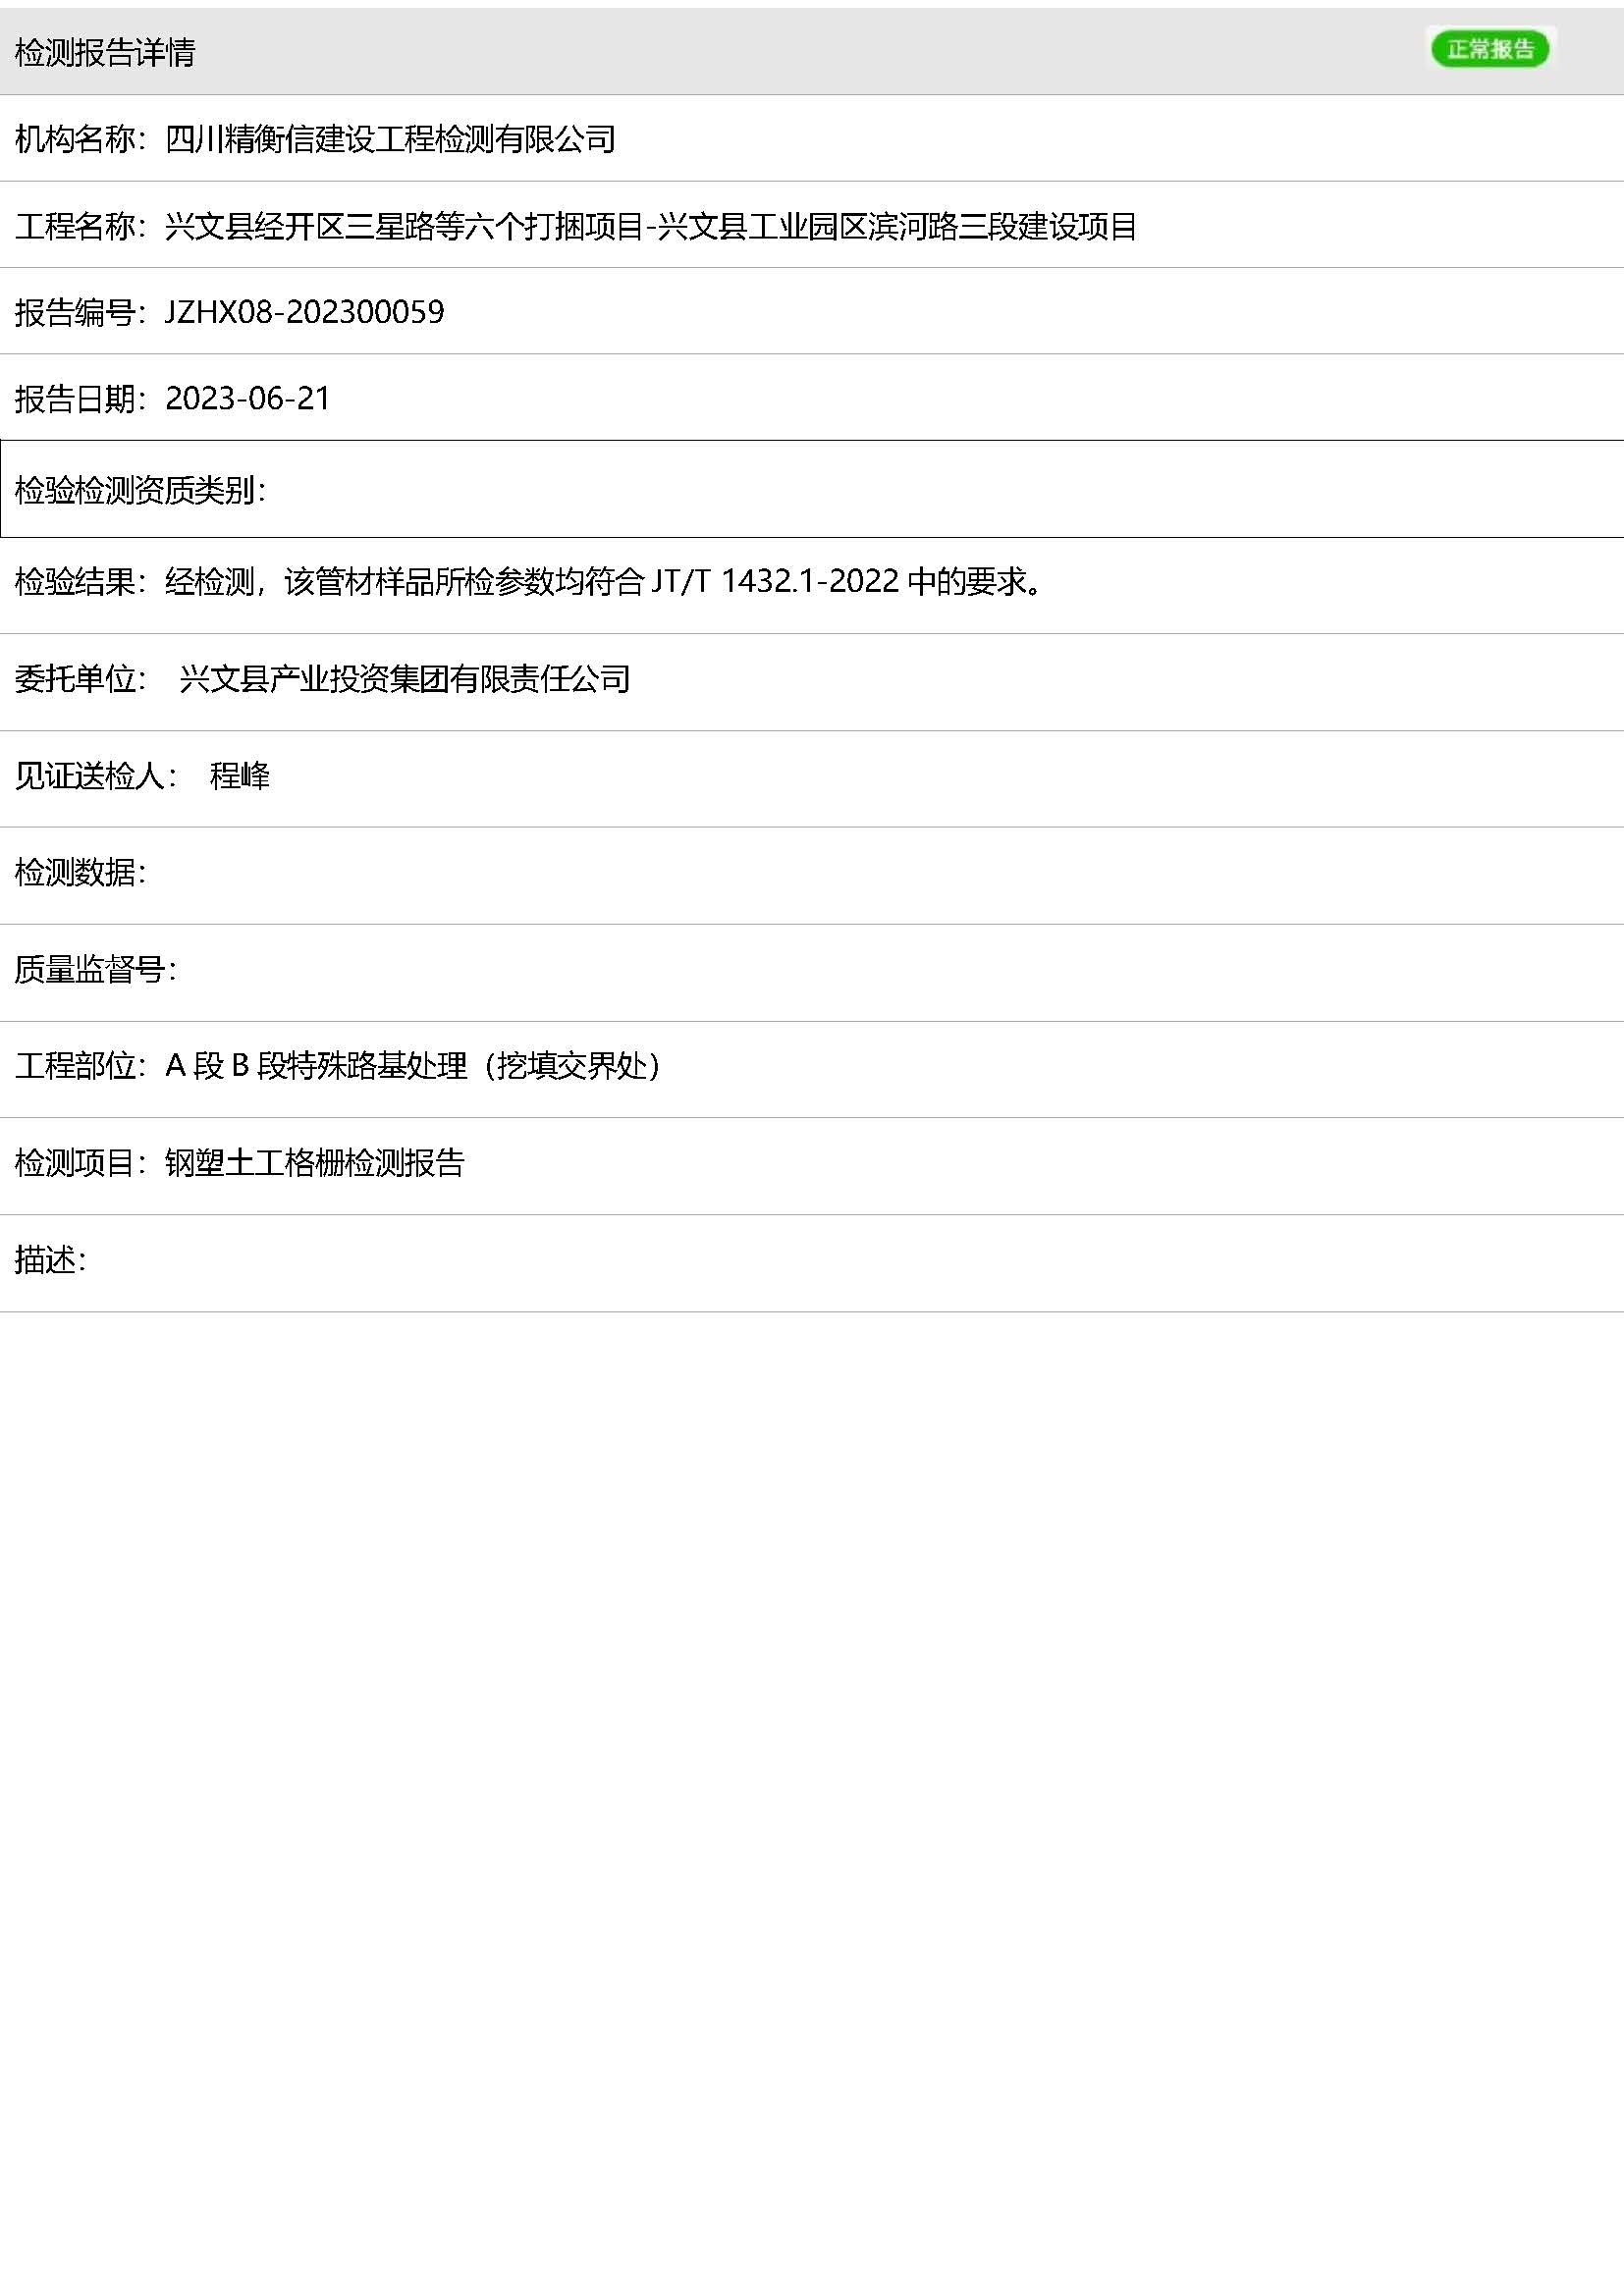 检测报告详情 正常报告
机构名称：四川精衡信建设工程检测有限公司
工程名称：兴文县经开区三星路等六个打捆项目-兴文县工业园区滨河路三段建设项目
报告编号：JZHX08-202300059
报告日期：2023-06-21
检验检测资质类别：
检验结果：经检测，该管材样品所检参数均符合 JT/T 1432.1-2022 中的要求。
委托单位： 兴文县产业投资集团有限责任公司
见证送检人： 程峰
检测数据：
质量监督号：
工程部位：A 段 B 段特殊路基处理（挖填交界处）
检测项目：钢塑土工格栅检测报告
描述：